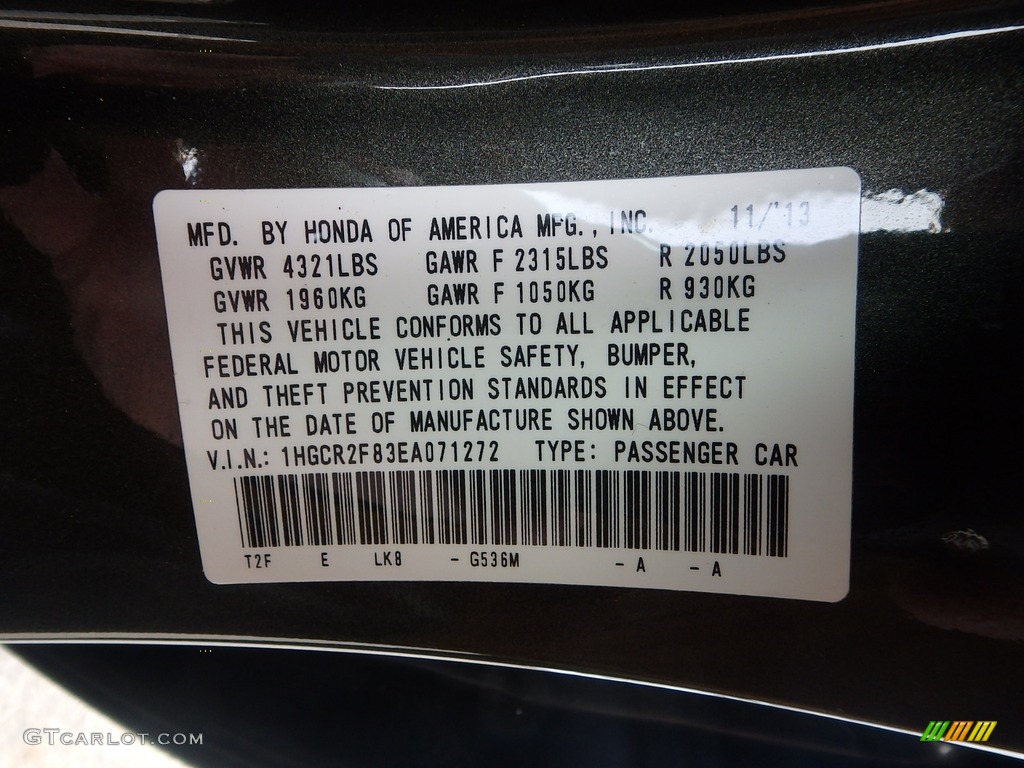 MFD. BY HONDA OF AMERICA MFG., INC. 11/'13
GVWR 4321LBS GAWR F 2315LBS R 2050LBS
GVWR 1960KG GAWR F 1050KG R 930KG
THIS VEHICLE CONFORMS TO ALL APPLICABLE
FEDERAL MOTOR VEHICLE SAFETY, BUMPER,
AND THEFT PREVENTION STANDARDS IN EFFECT
ON THE DATE OF MANUFACTURE SHOWN ABOVE.
V.I.N.: 1HGCR2F83EA071272 TYPE: PASSENGER CAR
T2F E LK8 - G536M - A - A
GTCARLOT.COM